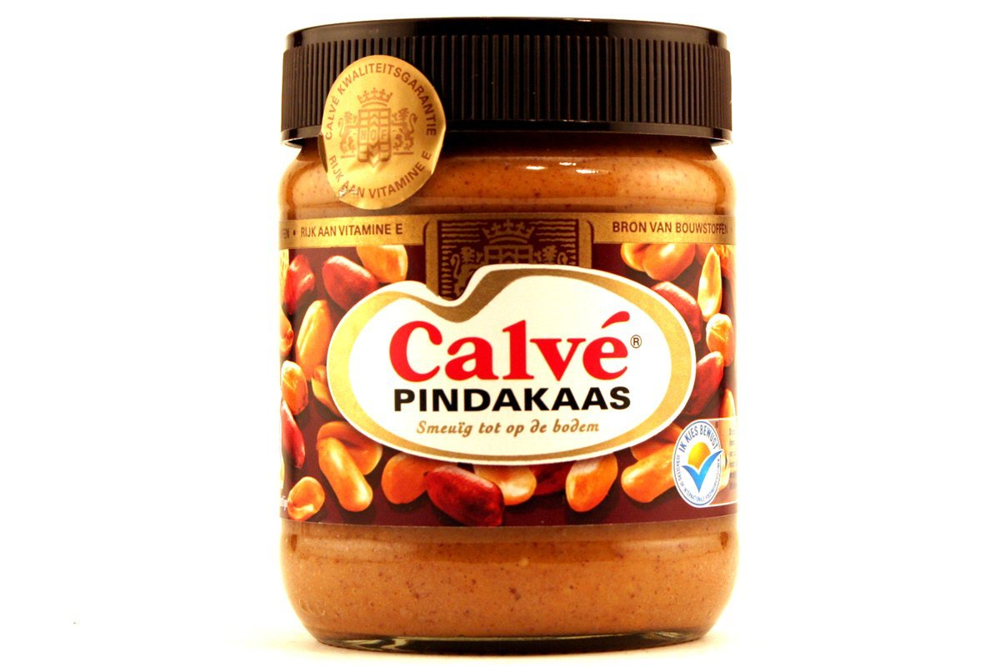 CALVÉ KWALITEITSGARANTIE
RIJK AAN VITAMINE E
RIJK AAN VITAMINE E
BRON VAN BOUWSTOFFEN
Calvé®
PINDAKAAS
Smeuïg tot op de bodem
IK KIES BEWUST